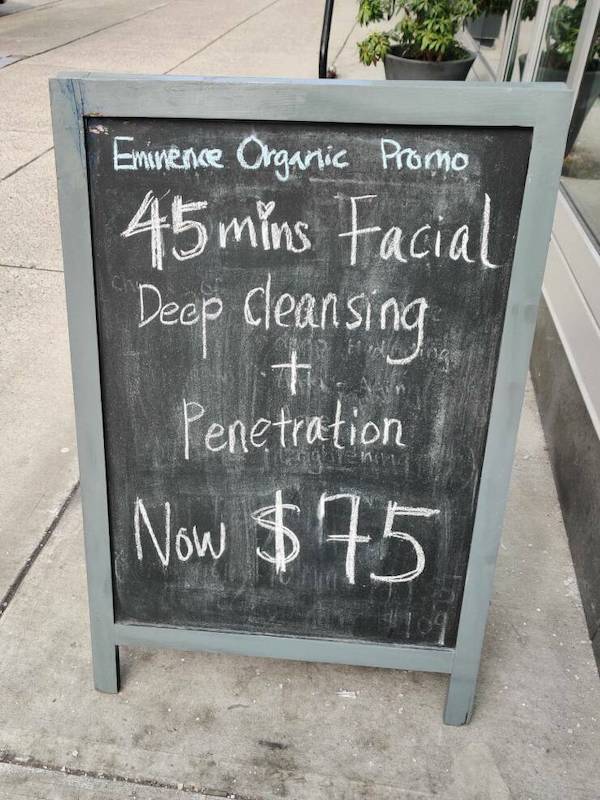 Eminence Organic Promo
45 mins Facial
Deep cleansing
+
Penetration
Now $75